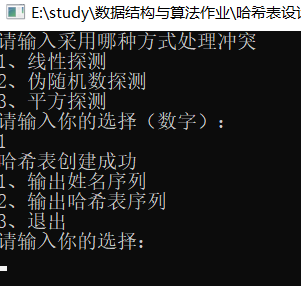 E:\study\数据结构与算法作业\哈希表设
请输入采用哪种方式处理冲突
1、线性探测
2、伪随机数探测
3、平方探测
请输入你的选择（数字）：
1
哈希表创建成功
1、输出姓名序列
2、输出哈希表序列
3、退出
请输入你的选择：